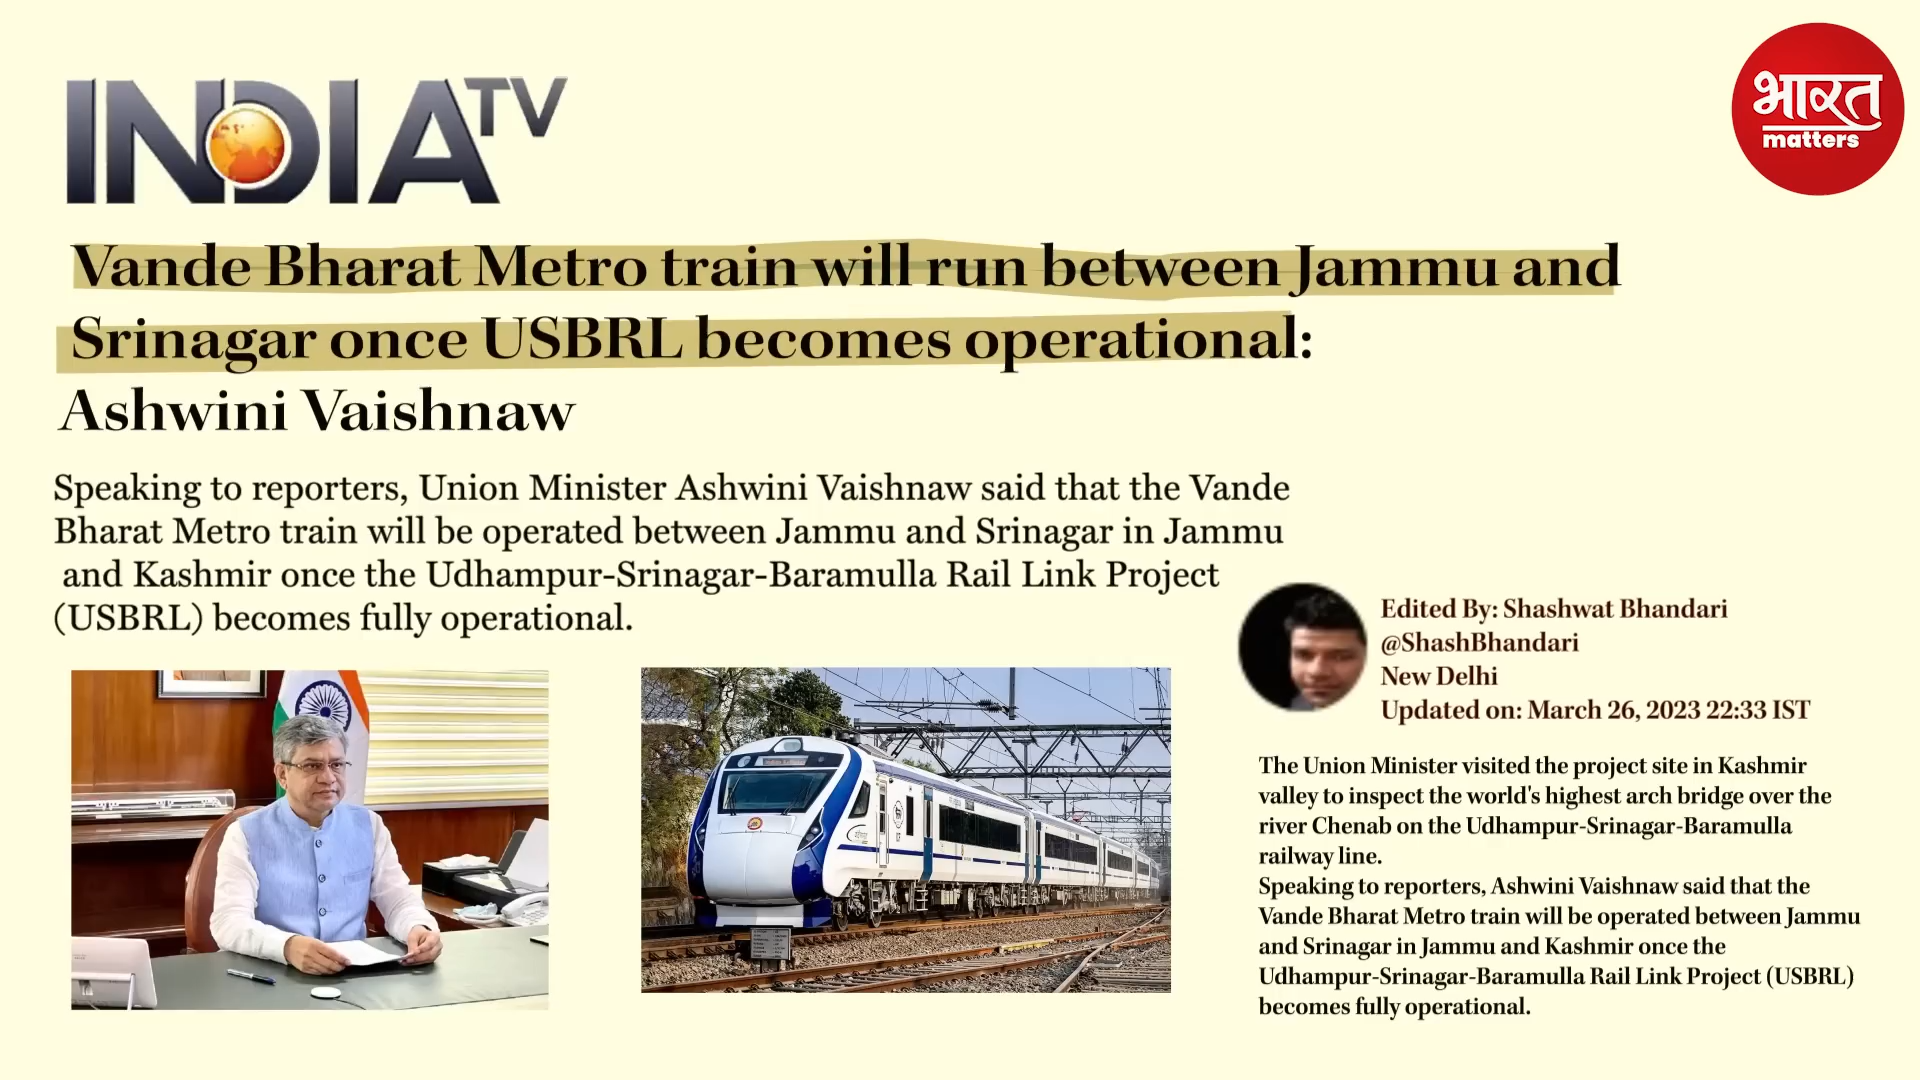 INDIA TV
भारत
matters
Vande Bharat Metro train will run between Jammu and
Srinagar once USBRL becomes operational:
Ashwini Vaishnaw
Speaking to reporters, Union Minister Ashwini Vaishnaw said that the Vande
Bharat Metro train will be operated between Jammu and Srinagar in Jammu
and Kashmir once the Udhampur-Srinagar-Baramulla Rail Link Project
(USBRL) becomes fully operational.
Edited By: Shashwat Bhandari
@ShashBhandari
New Delhi
Updated on: March 26, 2023 22:33 IST
The Union Minister visited the project site in Kashmir
valley to inspect the world's highest arch bridge over the
river Chenab on the Udhampur-Srinagar-Baramulla
railway line.
Speaking to reporters, Ashwini Vaishnaw said that the
Vande Bharat Metro train will be operated between Jammu
and Srinagar in Jammu and Kashmir once the
Udhampur-Srinagar-Baramulla Rail Link Project (USBRL)
becomes fully operational.